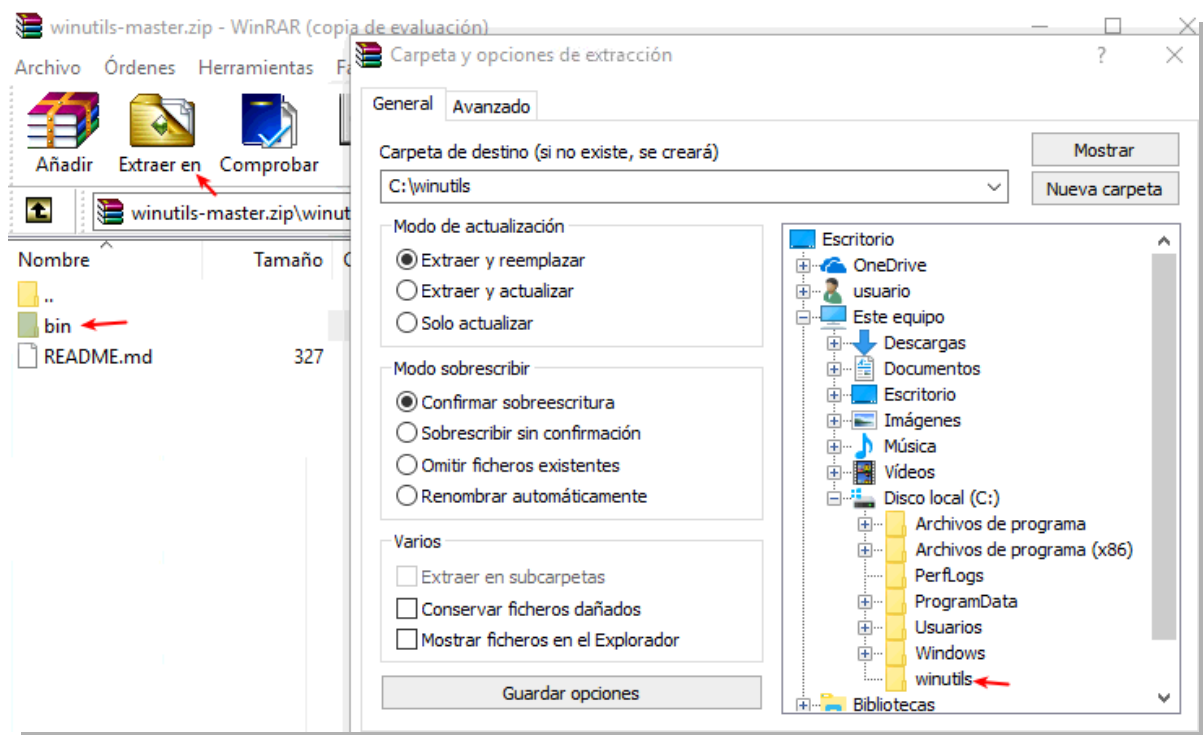 winutils-master.zip - WinRAR (copia de evaluación)
Archivo Órdenes Herramientas
Añadir Extraer en Comprobar
winutils-master.zip\winut
Nombre Tamaño
..
bin
README.md 327
Carpeta y opciones de extracción
?
General Avanzado
Carpeta de destino (si no existe, se creará)
Mostrar
C:\winutils
Nueva carpeta
Modo de actualización
Extraer y reemplazar
Extraer y actualizar
Solo actualizar
Modo sobrescribir
Confirmar sobreescritura
Sobrescribir sin confirmación
Omitir ficheros existentes
Renombrar automáticamente
Varios
Extraer en subcarpetas
Conservar ficheros dañados
Mostrar ficheros en el Explorador
Guardar opciones
Escritorio
OneDrive
usuario
Este equipo
Descargas
Documentos
Escritorio
Imágenes
Música
Vídeos
Disco local (C:)
Archivos de programa
Archivos de programa (x86)
PerfLogs
ProgramData
Usuarios
Windows
winutils
Bibliotecas